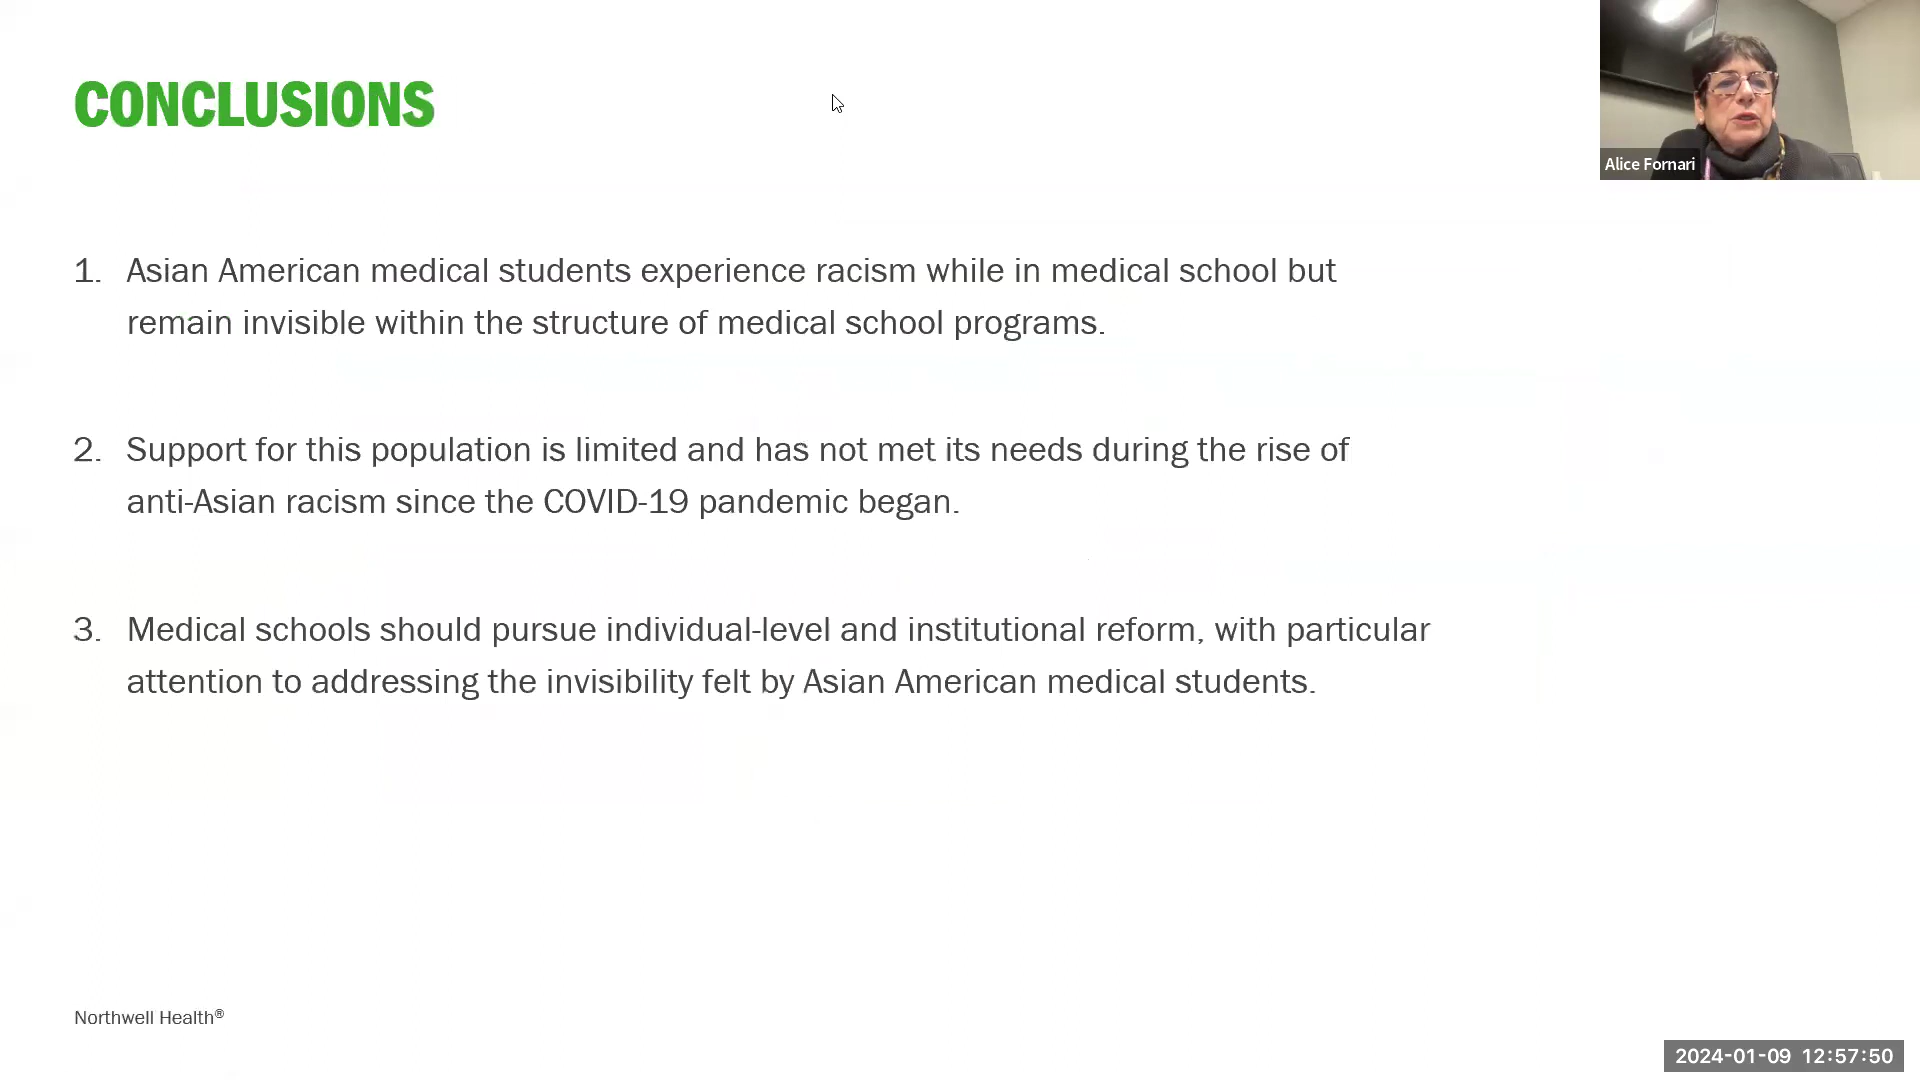 CONCLUSIONS
Alice Fornari
1. Asian American medical students experience racism while in medical school but
remain invisible within the structure of medical school programs.
2. Support for this population is limited and has not met its needs during the rise of
anti-Asian racism since the COVID-19 pandemic began.
3. Medical schools should pursue individual-level and institutional reform, with particular
attention to addressing the invisibility felt by Asian American medical students.
Northwell Health®
2024-01-09 12:57:50